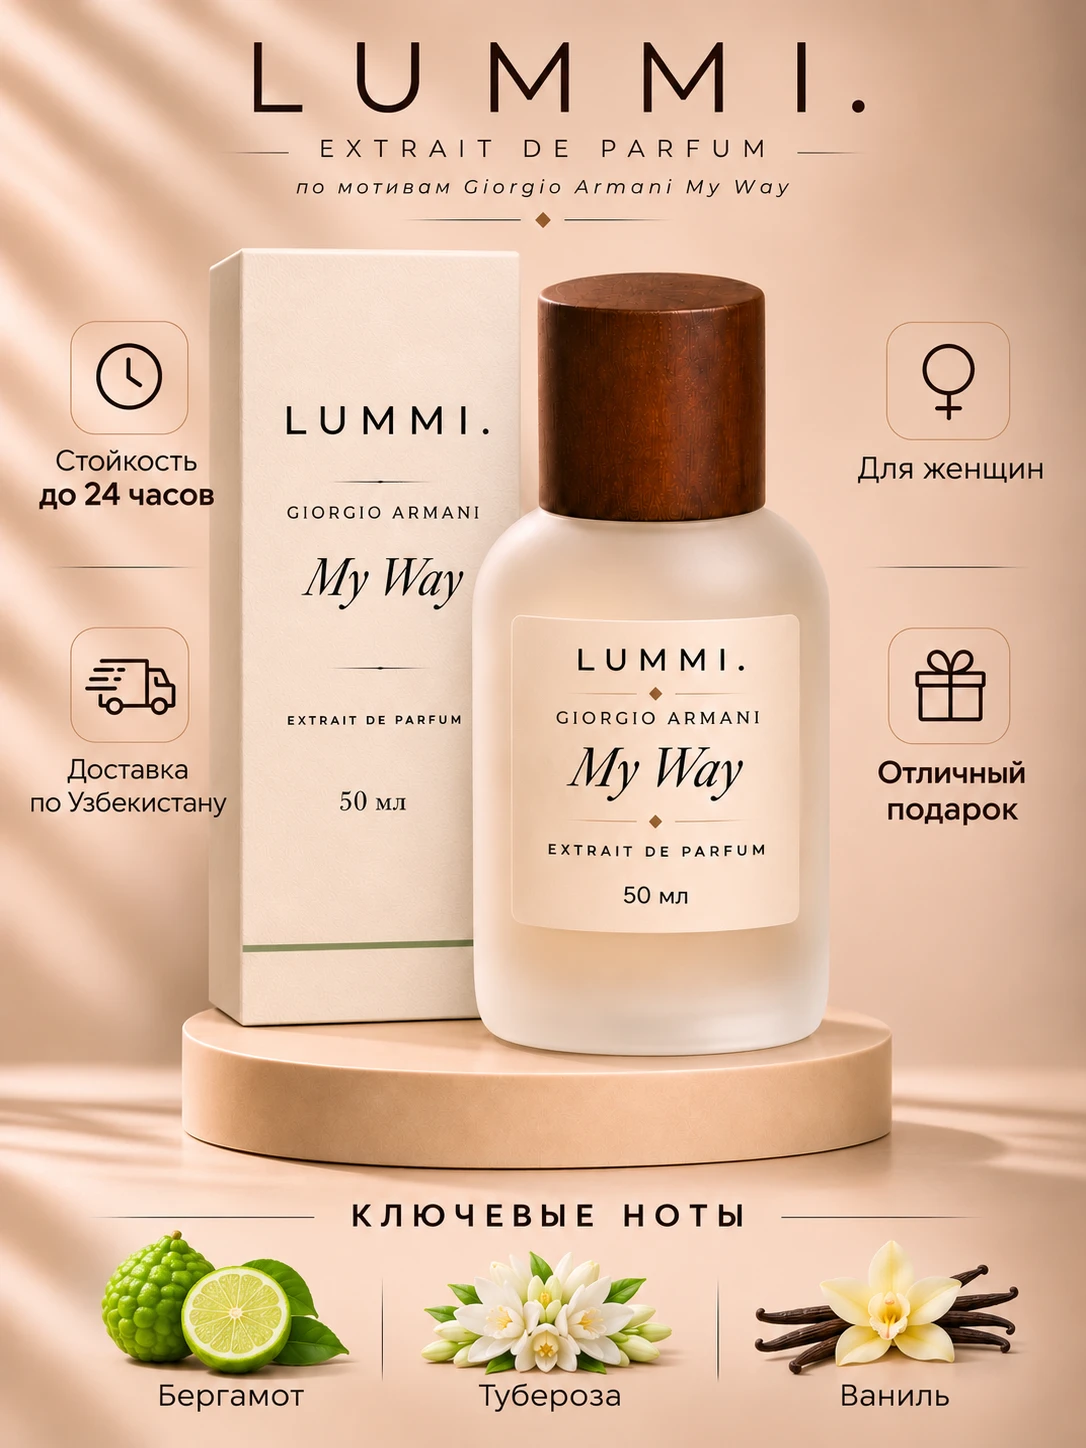 LUMMI.
EXTRAIT DE PARFUM
по мотивам Giorgio Armani My Way
Стойкость
до 24 часов
Доставка
по Узбекистану
LUMMI.
GIORGIO ARMANI
My Way
EXTRAIT DE PARFUM
50 мл
LUMMI.
GIORGIO ARMANI
My Way
EXTRAIT DE PARFUM
50 мл
Для женщин
Отличный
подарок
КЛЮЧЕВЫЕ НОТЫ
Бергамот
Тубероза
Ваниль